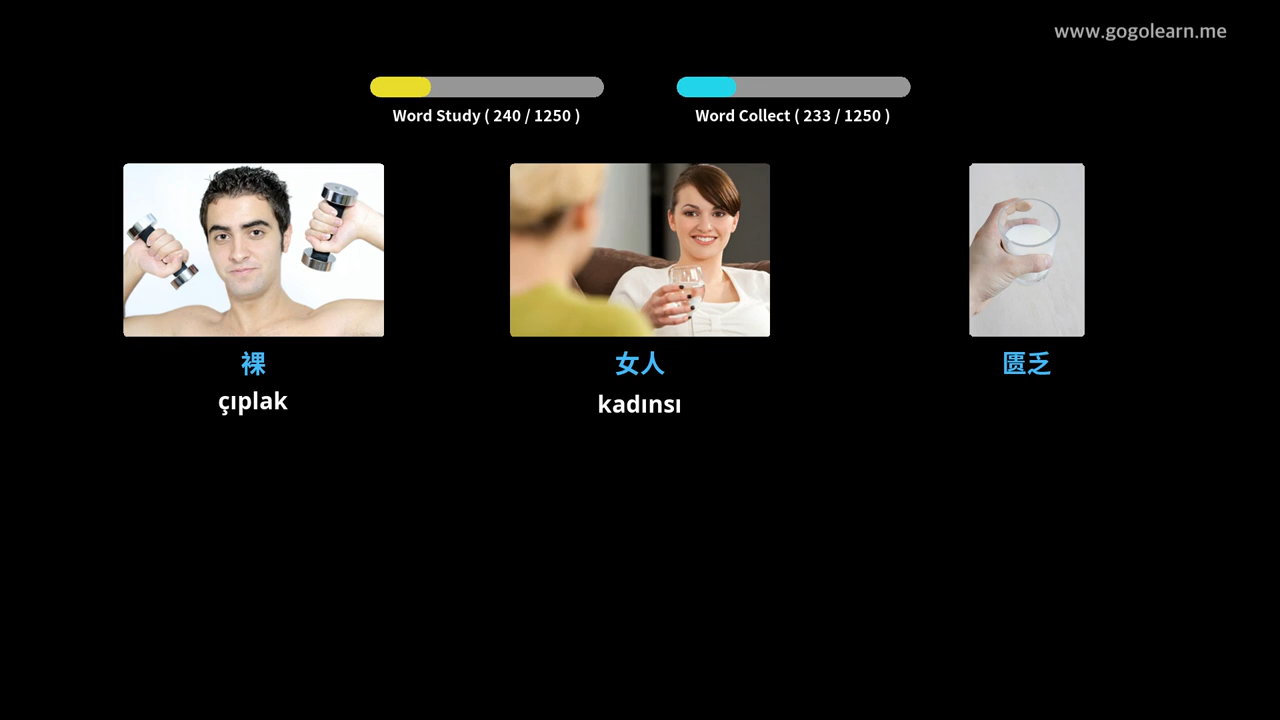 www.gogolearn.me
Word Study ( 240 / 1250 )
Word Collect ( 233 / 1250 )
裸
女人
匮乏
çıplak
kadınsı